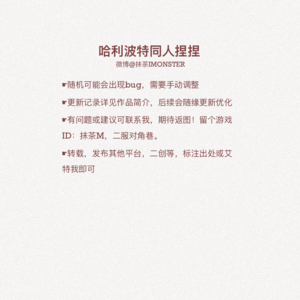 哈利波特同人捏捏
微博@抹茶IMONSTER
☛随机可能会出现bug，需要手动调整
☛更新记录详见作品简介，后续会随缘更新优化
☛有问题或建议可联系我，期待返图！留个游戏
ID：抹茶M，二服对角巷。
☛转载，发布其他平台，二创等，标注出处或艾
特我即可